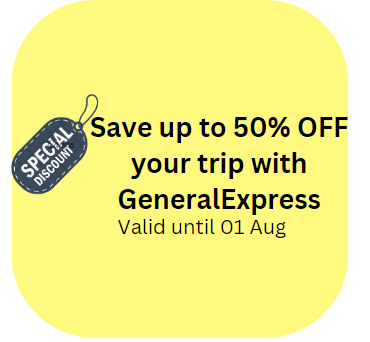 SPECIAL
DISCOUNT
Save up to 50% OFF
your trip with
GeneralExpress
Valid until 01 Aug